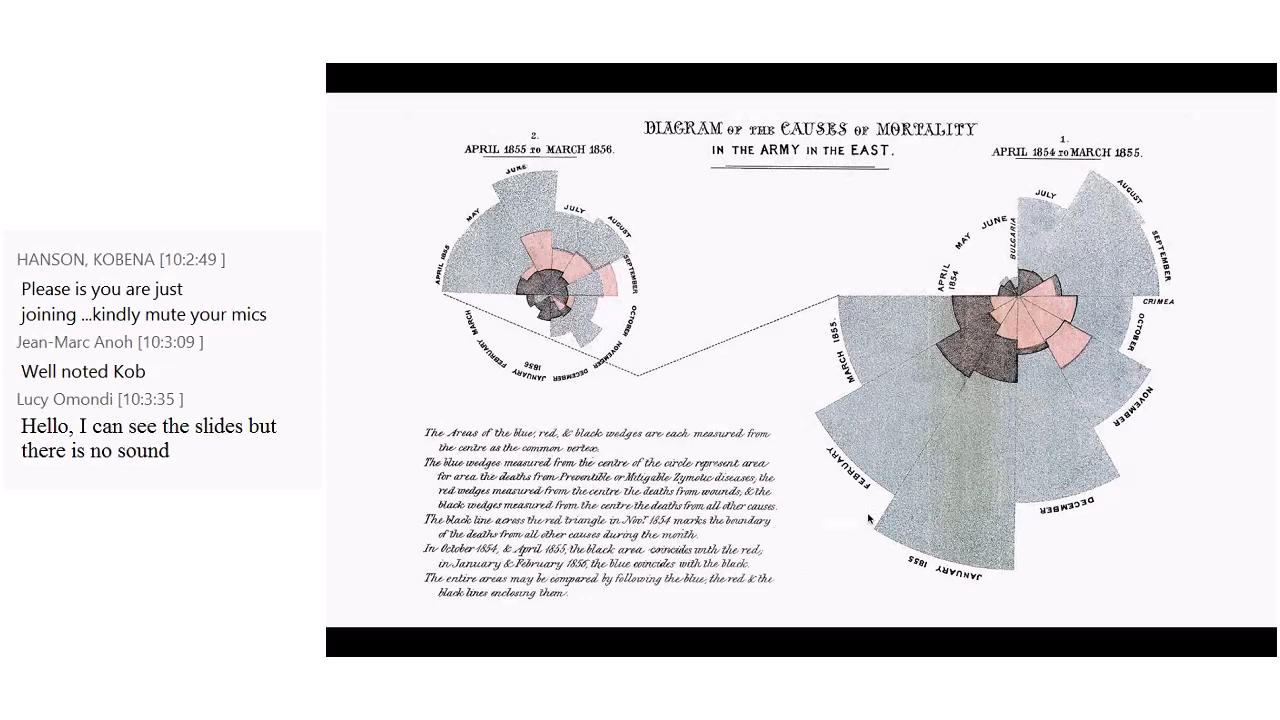 HANSON, KOBENA [10:2:49 ]
Please is you are just
joining ...kindly mute your mics
Jean-Marc Anoh [10:3:09 ]
Well noted Kob
Lucy Omondi [10:3:35 ]
Hello, I can see the slides but
there is no sound
DIAGRAM OF THE CAUSES OF MORTALITY
IN THE ARMY IN THE EAST.
2.
APRIL 1855 TO MARCH 1856.
APRIL 1855
MAY
JUNE
JULY
AUGUST
SEPTEMBER
OCTOBER
NOVEMBER
DECEMBER
JANUARY
1856
FEBRUARY
MARCH
1.
APRIL 1854 TO MARCH 1855.
APRIL
1854
MAY
JUNE
BULGARIA
JULY
AUGUST
SEPTEMBER
CRIMEA
OCTOBER
NOVEMBER
DECEMBER
JANUARY 1855
FEBRUARY
MARCH 1855.
The Areas of the blue, red, & black wedges are each measured from
the centre as the common vertex.
The blue wedges measured from the centre of the circle represent area
for area the deaths from Preventible or Mitigable Zymotic diseases, the
red wedges measured from the centre the deaths from wounds, & the
black wedges measured from the centre the deaths from all other causes.
The black line across the red triangle in Novr 1854 marks the boundary
of the deaths from all other causes during the month.
In October 1854, & April 1855, the black area coincides with the red,
in January & February 1856, the blue coincides with the black.
The entire areas may be compared by following the blue, the red & the
black lines enclosing them.